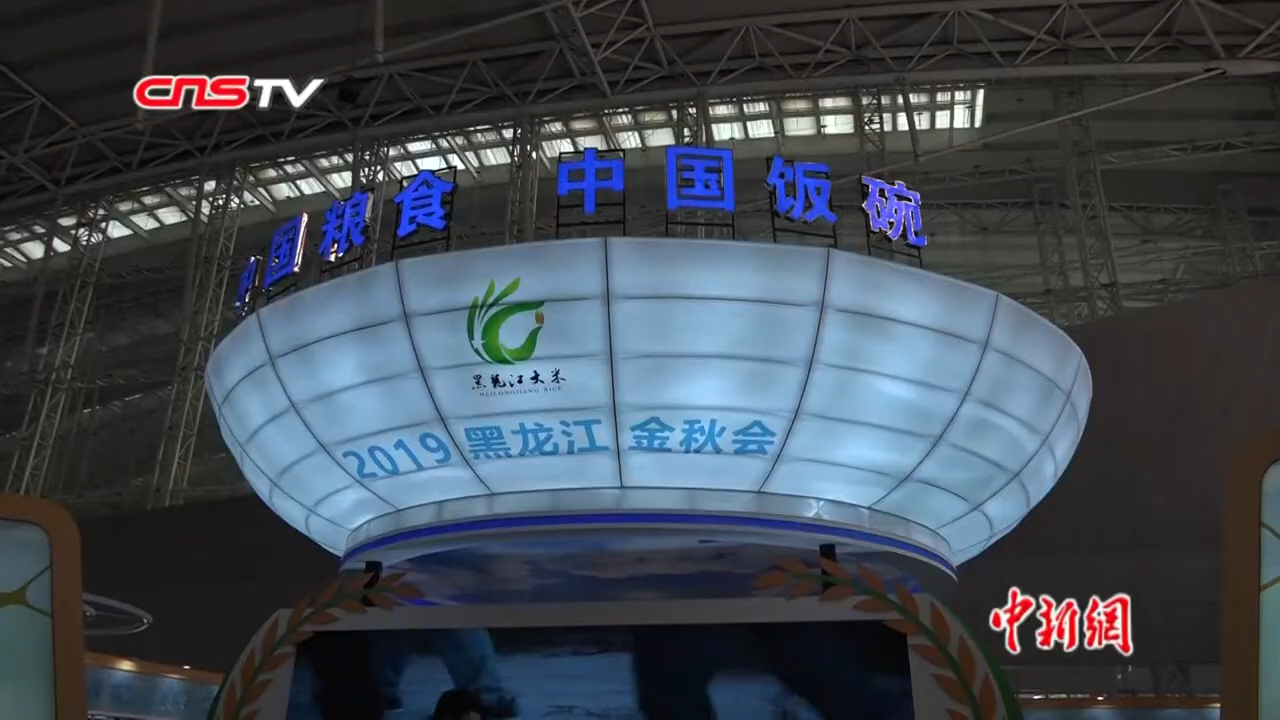 CNSTV
中国粮食 中国饭碗
黑龙江大米
HEILONGJIANG RICE
2019 黑龙江 金秋会
中新網